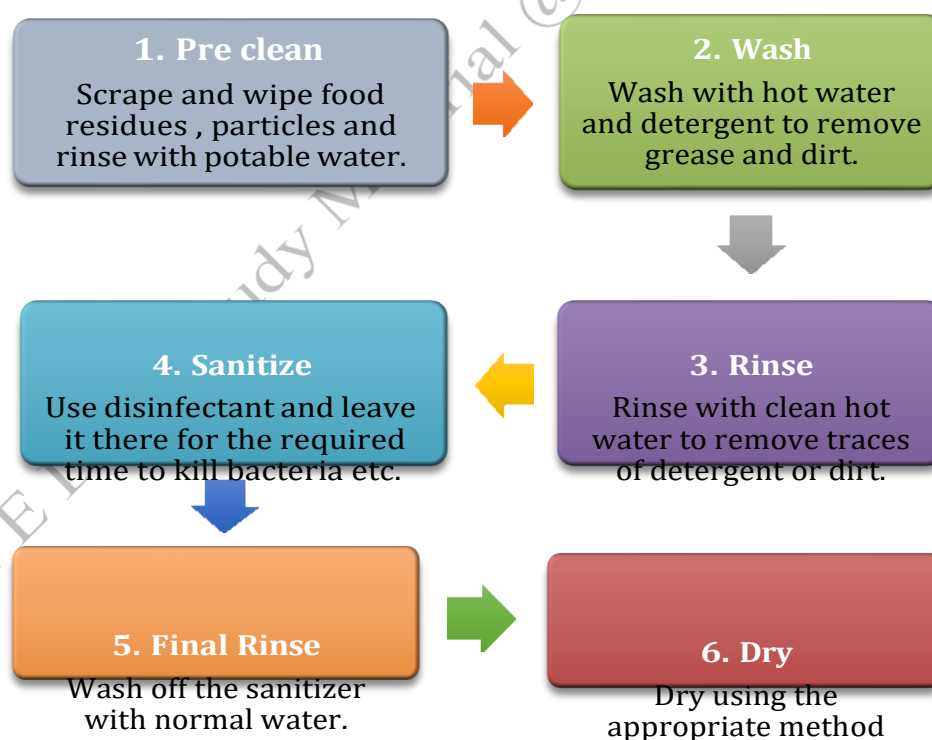 1. Pre clean
Scrape and wipe food
residues , particles and
rinse with potable water.
2. Wash
Wash with hot water
and detergent to remove
grease and dirt.
3. Rinse
Rinse with clean hot
water to remove traces
of detergent or dirt.
4. Sanitize
Use disinfectant and leave
it there for the required
time to kill bacteria etc.
5. Final Rinse
Wash off the sanitizer
with normal water.
6. Dry
Dry using the
appropriate method